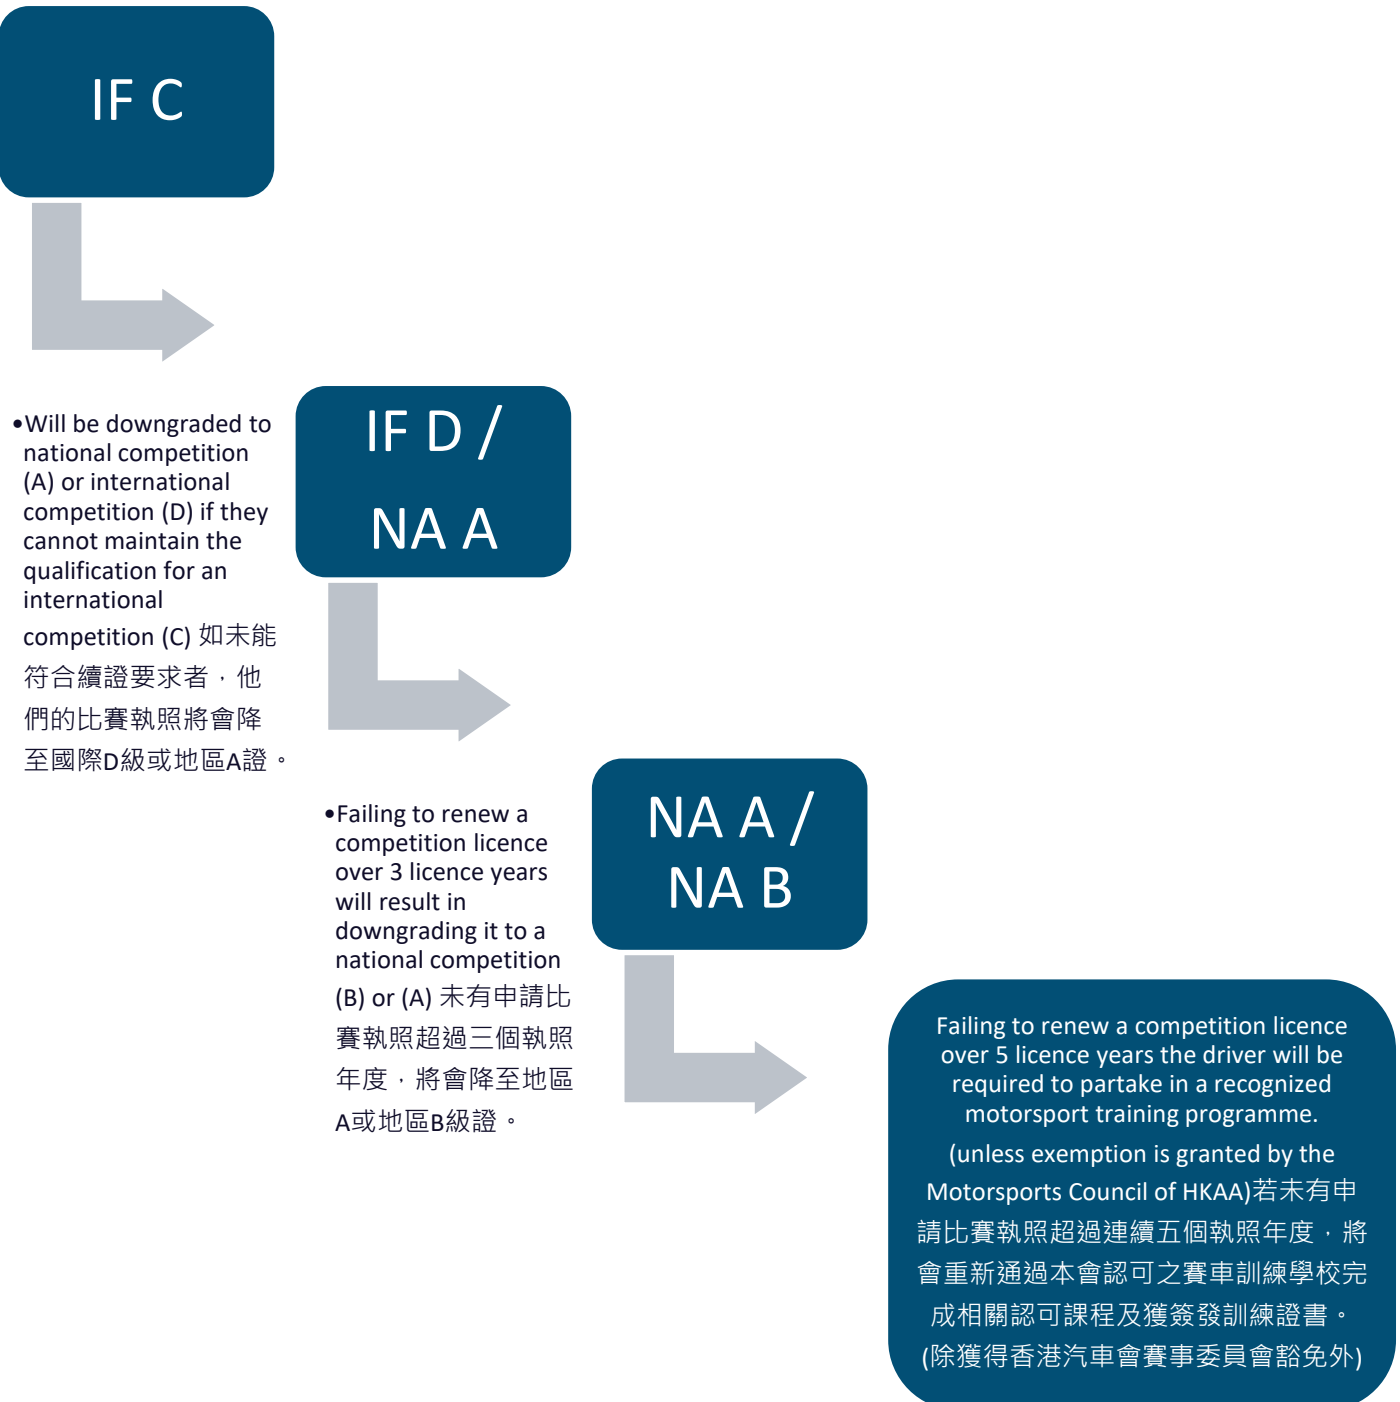 IF C
•Will be downgraded to
national competition
(A) or international
competition (D) if they
cannot maintain the
qualification for an
international
competition (C) 如未能
符合續證要求者，他
們的比賽執照將會降
至國際D級或地區A證。
IF D /
NA A
•Failing to renew a
competition licence
over 3 licence years
will result in
downgrading it to a
national competition
(B) or (A) 未有申請比
賽執照超過三個執照
年度，將會降至地區
A或地區B級證。
NA A /
NA B
Failing to renew a competition licence
over 5 licence years the driver will be
required to partake in a recognized
motorsport training programme.
(unless exemption is granted by the
Motorsports Council of HKAA)若未有申
請比賽執照超過連續五個執照年度，將
會重新通過本會認可之賽車訓練學校完
成相關認可課程及獲簽發訓練證書。
(除獲得香港汽車會賽事委員會豁免外)